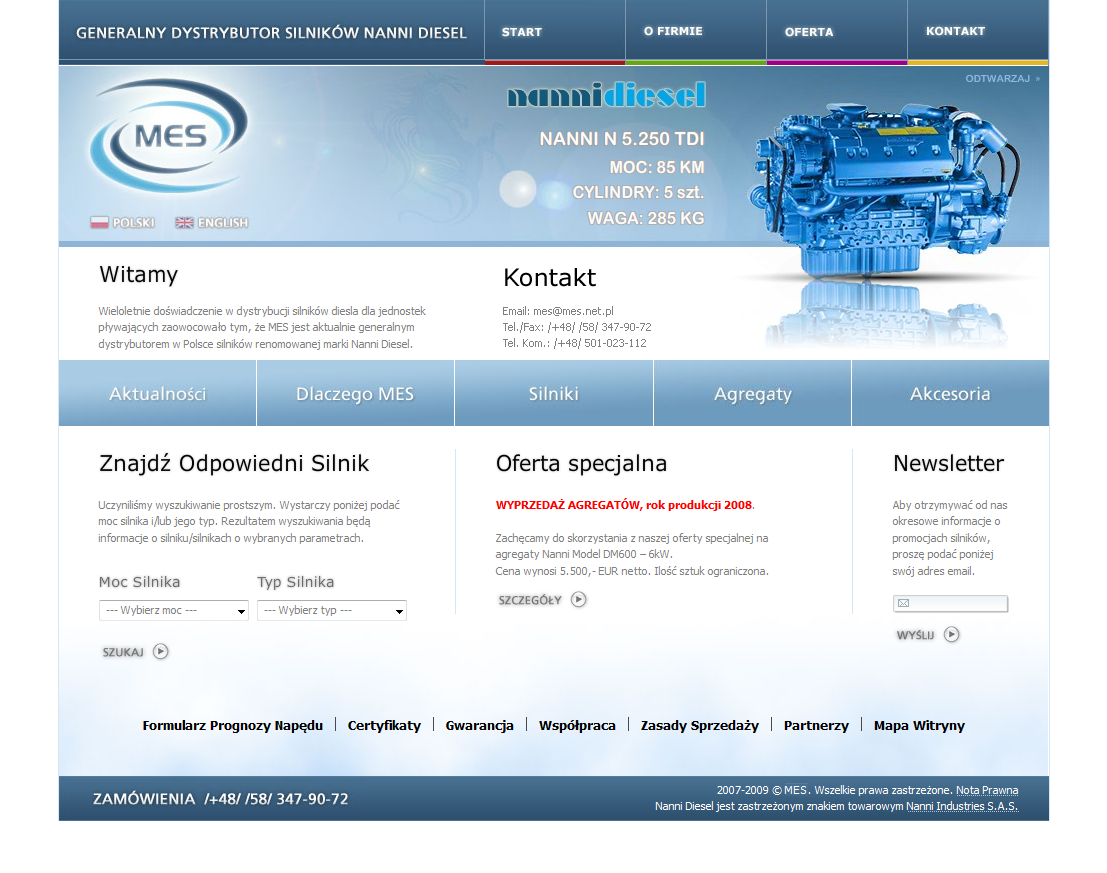 GENERALNY DYSTRYBUTOR SILNIKÓW NANNI DIESEL
START
O FIRMIE
OFERTA
KONTAKT
ODTWARZAJ »
MES
POLSKI
ENGLISH
nannidiesel
NANNI N 5.250 TDI
MOC: 85 KM
CYLINDRY: 5 szt.
WAGA: 285 KG
Witamy
Wieloletnie doświadczenie w dystrybucji silników diesla dla jednostek
pływających zaowocowało tym, że MES jest aktualnie generalnym
dystrybutorem w Polsce silników renomowanej marki Nanni Diesel.
Kontakt
Email: mes@mes.net.pl
Tel./Fax: /+48/ /58/ 347-90-72
Tel. Kom.: /+48/ 501-023-112
Aktualności
Dlaczego MES
Silniki
Agregaty
Akcesoria
Znajdź Odpowiedni Silnik
Uczyniliśmy wyszukiwanie prostszym. Wystarczy poniżej podać
moc silnika i/lub jego typ. Rezultatem wyszukiwania będą
informacje o silniku/silnikach o wybranych parametrach.
Moc Silnika
Typ Silnika
--- Wybierz moc ---
--- Wybierz typ ---
SZUKAJ
Oferta specjalna
WYPRZEDAŻ AGREGATÓW, rok produkcji 2008.
Zachęcamy do skorzystania z naszej oferty specjalnej na
agregaty Nanni Model DM600 – 6kW.
Cena wynosi 5.500,- EUR netto. Ilość sztuk ograniczona.
SZCZEGÓŁY
Newsletter
Aby otrzymywać od nas
okresowe informacje o
promocjach silników,
proszę podać poniżej
swój adres email.
WYŚLIJ
Formularz Prognozy Napędu
Certyfikaty
Gwarancja
Współpraca
Zasady Sprzedaży
Partnerzy
Mapa Witryny
ZAMÓWIENIA /+48/ /58/ 347-90-72
2007-2009 © MES. Wszelkie prawa zastrzeżone. Nota Prawna
Nanni Diesel jest zastrzeżonym znakiem towarowym Nanni Industries S.A.S.